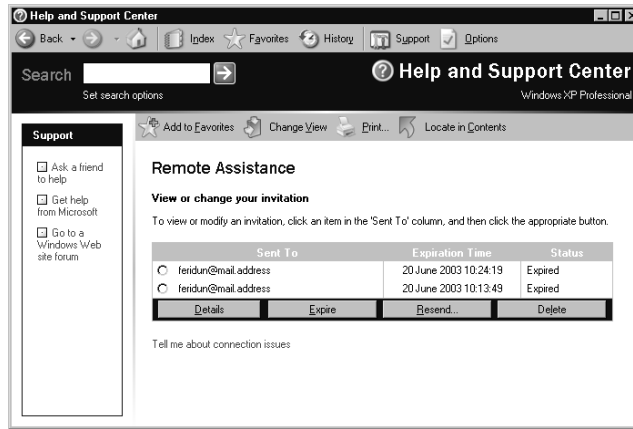 Help and Support Center
Back Index Favorites History Support Options
Search
Help and Support Center
Set search options
Windows XP Professional
Add to Favorites Change View Print... Locate in Contents
Support
Ask a friend
to help
Get help
from Microsoft
Go to a
Windows Web
site forum
Remote Assistance
View or change your invitation
To view or modify an invitation, click an item in the 'Sent To' column, and then click the appropriate button.
Sent To Expiration Time Status
feridun@mail.address 20 June 2003 10:24:19 Expired
feridun@mail.address 20 June 2003 10:13:49 Expired
Details Expire Resend... Delete
Tell me about connection issues